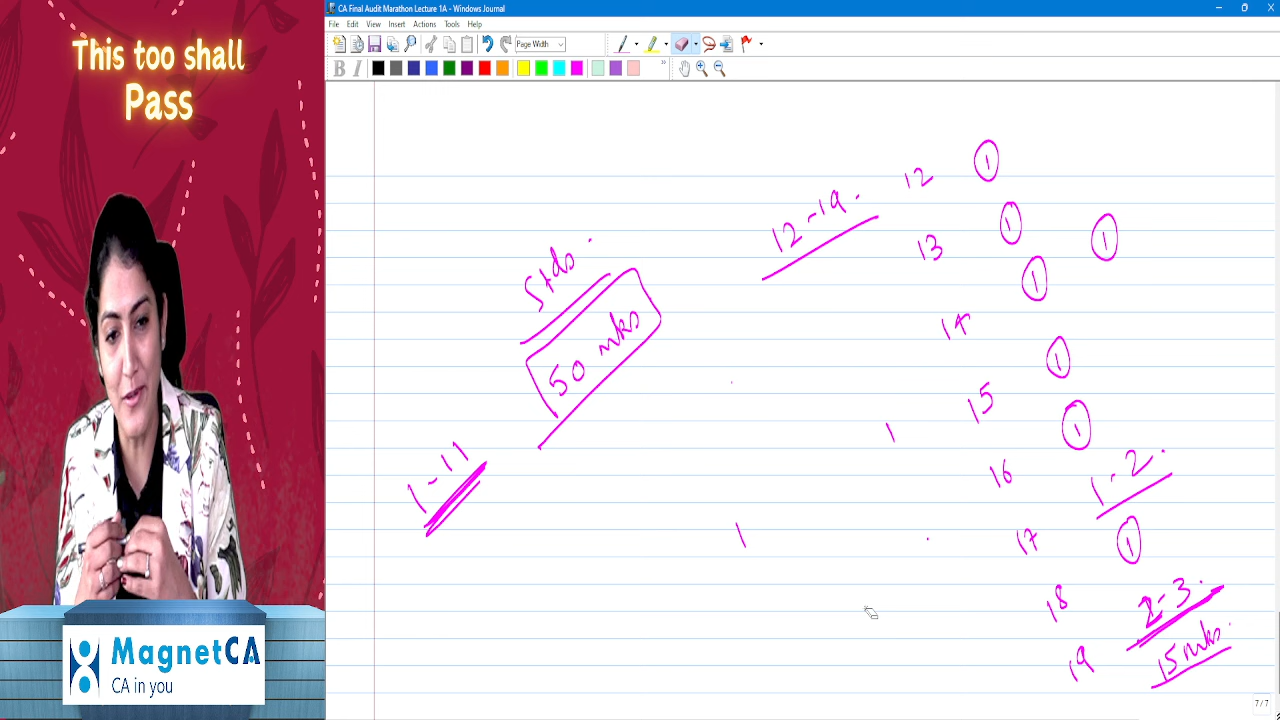 CA Final Audit Marathon Lecture 1A - Windows Journal
File Edit View Insert Actions Tools Help
Page Width
B I
This too shall
Pass
12 1
12-19.
13 1 1
1
Stds.
14
50 mks
1
15
1
1
1-11
16
1-2.
1
17 1
18
2-3.
19
15 mks.
MagnetCA
CA in you
7 / 7